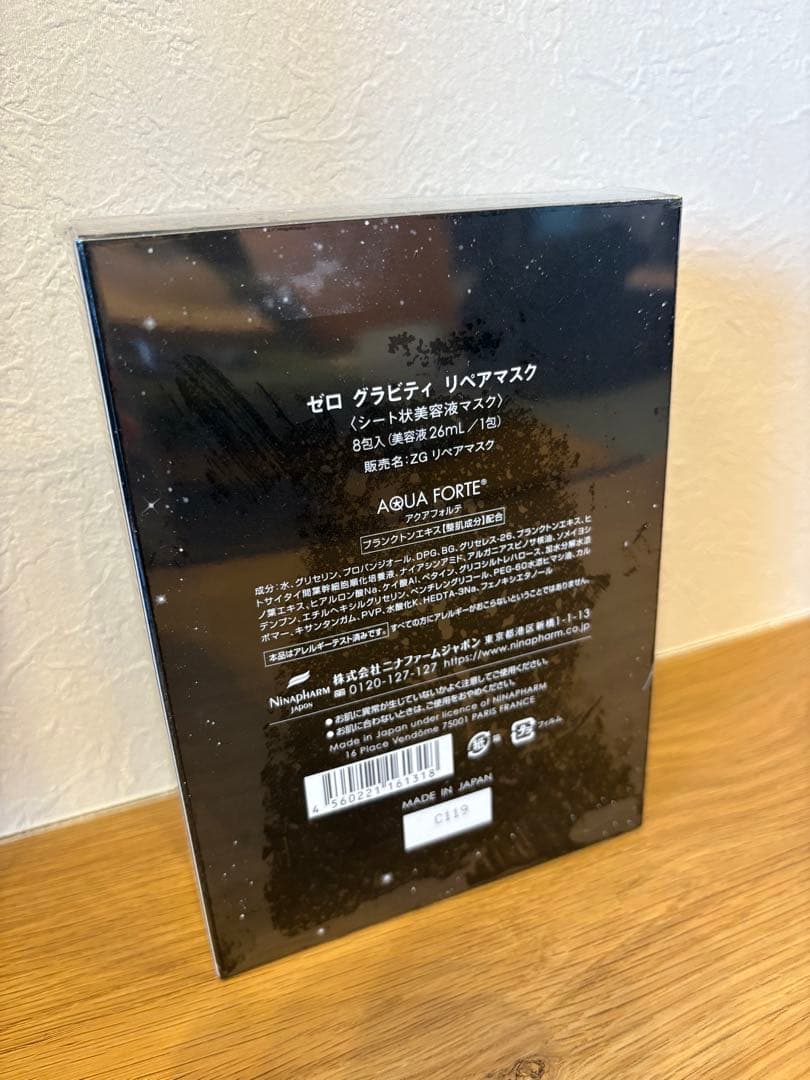 ゼロ グラビティ リペアマスク
〈シート状美容液マスク〉
8包入(美容液26mL／1包)
販売名:ZG リペアマスク
AQUA FORTE®
アクアフォルテ
プランクトンエキス【整肌成分】配合
成分:水、グリセリン、プロパンジオール、DPG、BG、グリセレス-26、プランクトンエキス、ヒ
トサイタイ間葉幹細胞順化培養液、ナイアシンアミド、アルガニアスピノサ核油、ソメイヨシ
ノ葉エキス、ヒアルロン酸Na、ケイ酸Al、ベタイン、グリコシルトレハロース、加水分解水添
デンプン、エチルヘキシルグリセリン、ペンチレングリコール、PEG-60水添ヒマシ油、カル
ボマー、キサンタンガム、PVP、水酸化K、HEDTA-3Na、フェノキシエタノール
本品はアレルギーテスト済みです。すべての方にアレルギーがおこらないということではありません。
NINAPHARM
JAPON
株式会社ニナファームジャポン 東京都港区新橋1-1-13
0120-127-127 https://www.ninapharm.co.jp
●お肌に異常が生じていないかよく注意してご使用ください。
●お肌に合わないときは、ご使用をおやめください。
Made in Japan under licence of NINAPHARM
16 Place Vendôme 75001 PARIS FRANCE
紙 箱 プラ フィルム
4 560221 161318
MADE IN JAPAN
C119